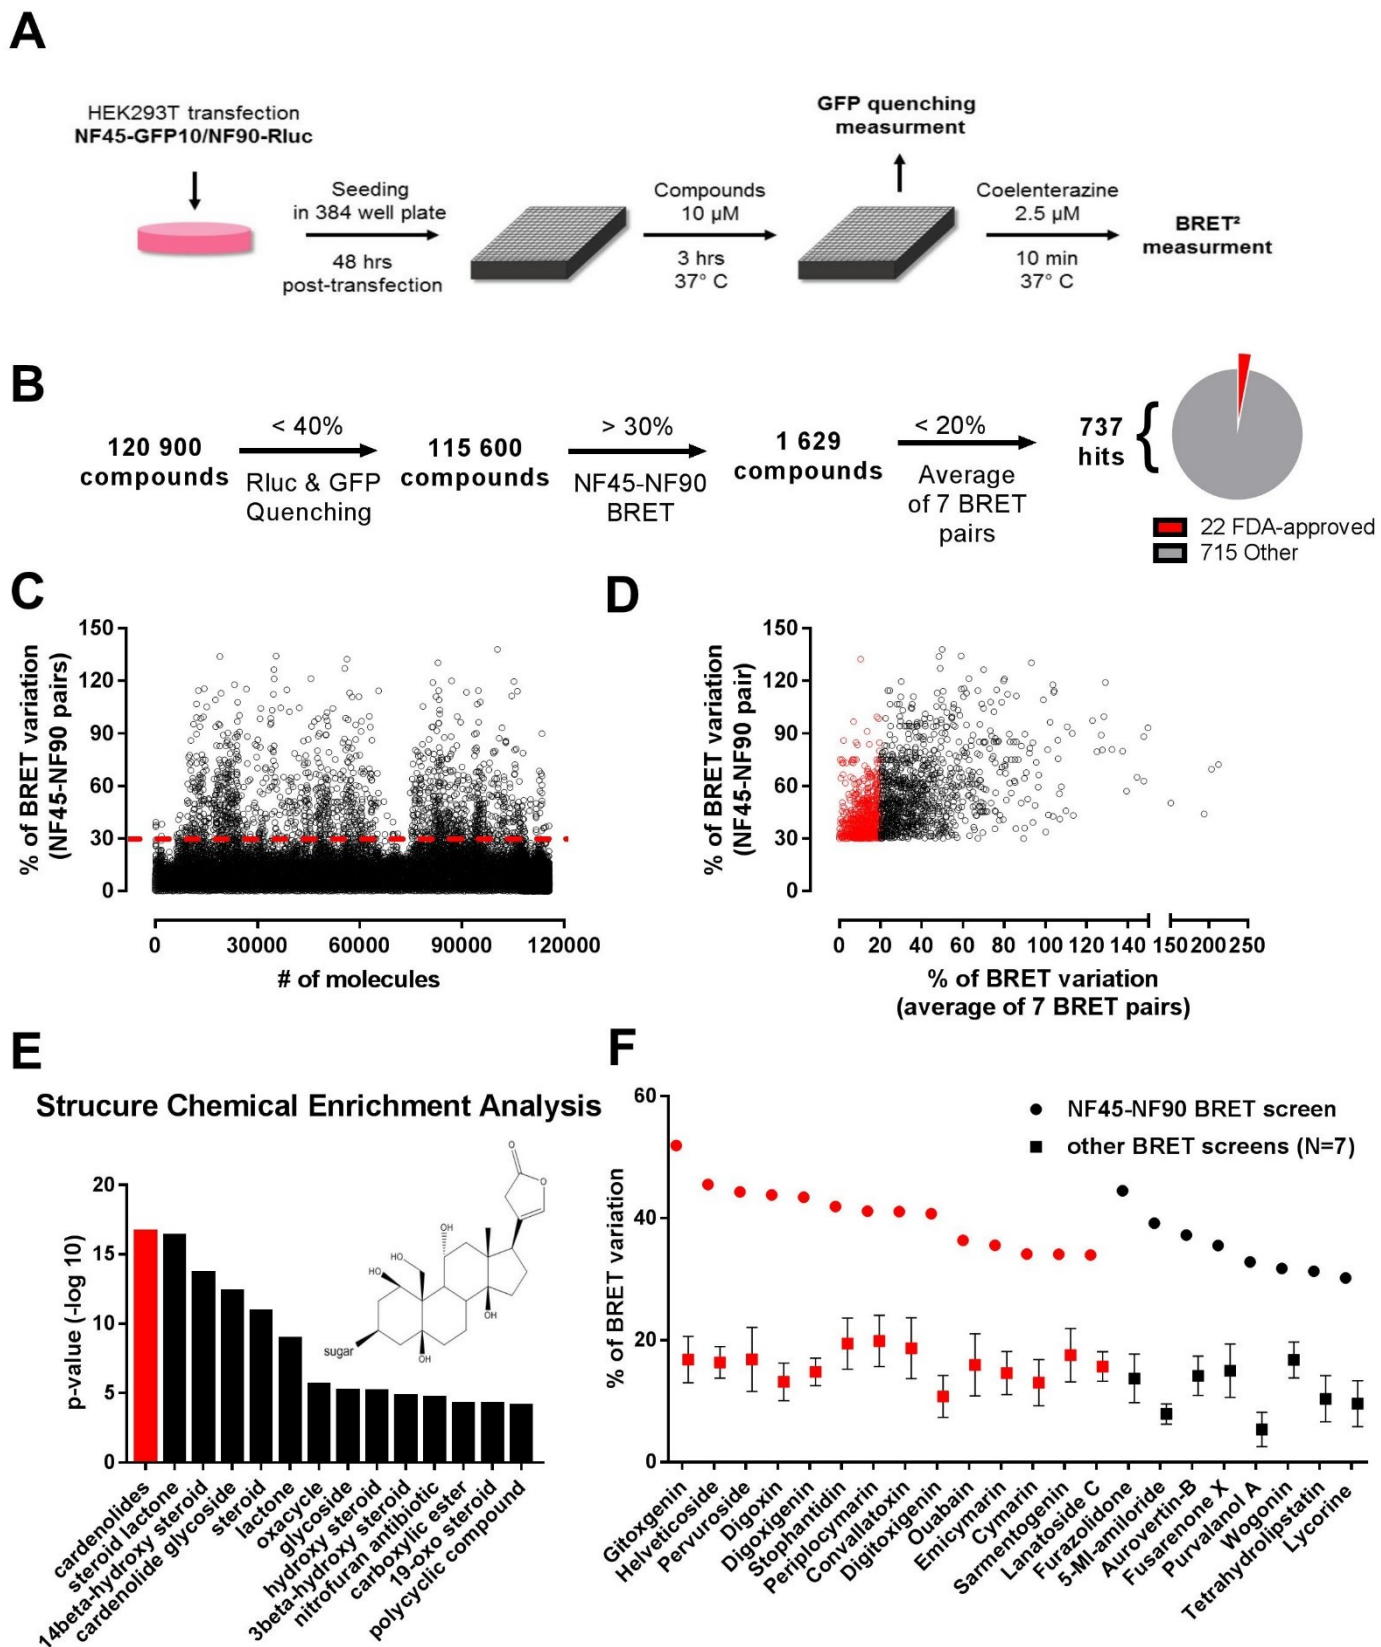 A
HEK293T transfection
NF45-GFP10/NF90-Rluc
Seeding
in 384 well plate
48 hrs
post-transfection
Compounds
10 µM
3 hrs
37° C
GFP quenching
measurment
Coelenterazine
2.5 µM
10 min
37° C
BRET²
measurment
B
120 900
compounds
< 40%
Rluc & GFP
Quenching
115 600
compounds
> 30%
NF45-NF90
BRET
1 629
compounds
< 20%
Average
of 7 BRET
pairs
737
hits
{
22 FDA-approved
715 Other
C
% of BRET variation
(NF45-NF90 pairs)
150
120
90
60
30
0
0 30000 60000 90000 120000
# of molecules
D
% of BRET variation
(NF45-NF90 pair)
150
120
90
60
30
0
0 20 40 60 80 100 120 140 150 200 250
% of BRET variation
(average of 7 BRET pairs)
E
Strucure Chemical Enrichment Analysis
p-value (-log 10)
20
15
10
5
0
O
O
OH
HO
HO
OH
OH
sugar
cardenolides
steroid lactone
14beta-hydroxy steroid
cardenolide glycoside
steroid
lactone
oxacycle
glycoside
hydroxy steroid
3beta-hydroxy steroid
nitrofuran antibiotic
carboxylic ester
19-oxo steroid
polycyclic compound
F
% of BRET variation
60
40
20
0
NF45-NF90 BRET screen
other BRET screens (N=7)
Gitoxgenin
Helveticoside
Pervuroside
Digoxin
Digoxigenin
Stophantidin
Periplocymarin
Convallatoxin
Digitoxigenin
Ouabain
Emicymarin
Cymarin
Sarmentogenin
Lanatoside C
Furazolidone
5-MI-amiloride
Aurovertin-B
Fusarenone X
Purvalanol A
Wogonin
Tetrahydrolipstatin
Lycorine